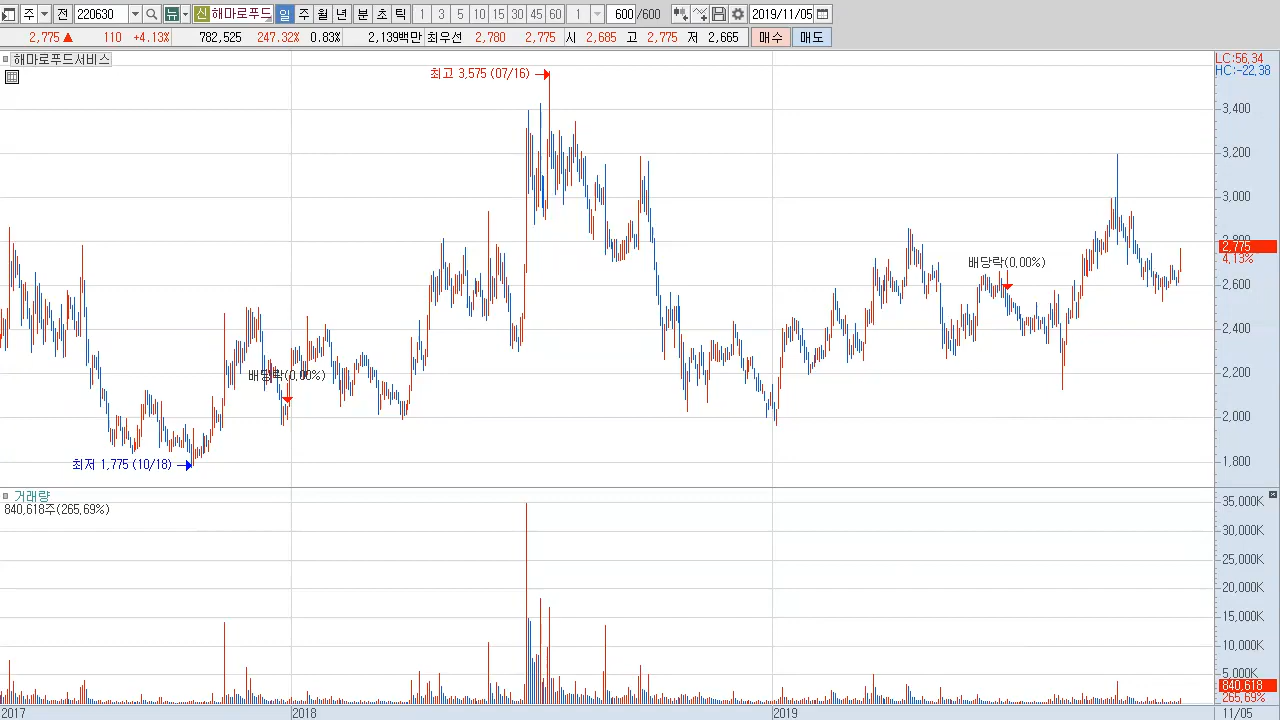 주 전 220630 뉴 신 해마로푸드 일 주 월 년 분 초 틱 1 3 5 10 15 30 45 60 1 600 /600 2019/11/05
2,775 ▲ 110 +4.13% 782,525 247.32% 0.83% 2,139백만 최우선 2,780 2,775 시 2,685 고 2,775 저 2,665 매수 매도
해마로푸드서비스
LC:56,34
HC:-22,38
최고 3,575 (07/16)
3,400
3,200
3,000
2,800
2,775
4,13%
배당락(0,00%)
2,600
2,400
2,200
배당락(0,00%)
2,000
1,800
최저 1,775 (10/18)
거래량
840,618주(265,69%)
35,000K
30,000K
25,000K
20,000K
15,000K
10,000K
5,000K
840,618
265,69%
2017 2018 2019 11/05